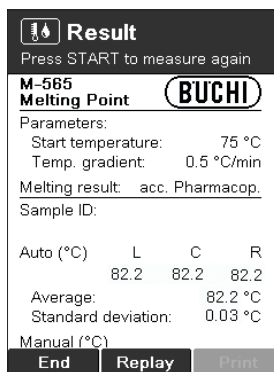 Result
Press START to measure again
M-565
Melting Point
BÜCHI
Parameters:
Start temperature: 75 °C
Temp. gradient: 0.5 °C/min
Melting result: acc. Pharmacop.
Sample ID:
Auto (°C) L C R
82.2 82.2 82.2
Average: 82.2 °C
Standard deviation: 0.03 °C
Manual (°C)
End Replay Print